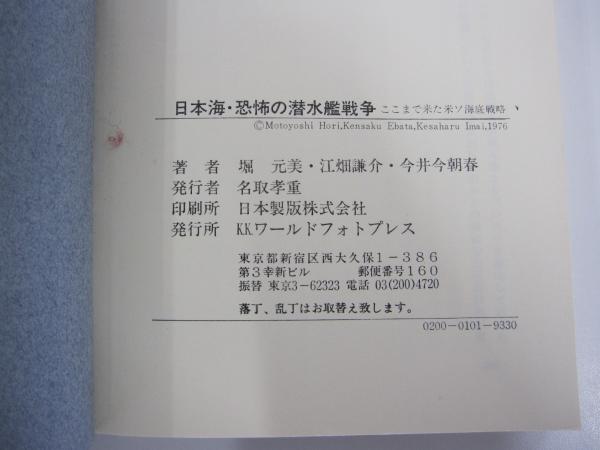 日本海・恐怖の潜水艦戦争 ここまで来た米ソ海底戦略
©Motoyoshi Hori,Kensaku Ebata,Kesaharu Imai,1976
著者 堀 元美・江畑謙介・今井今朝春
発行者 名取孝重
印刷所 日本製版株式会社
発行所 KKワールドフォトプレス
東京都新宿区西大久保1−386
第3幸新ビル 郵便番号160
振替 東京3−62323 電話 03(200)4720
落丁、乱丁はお取替え致します。
0200−0101−9330